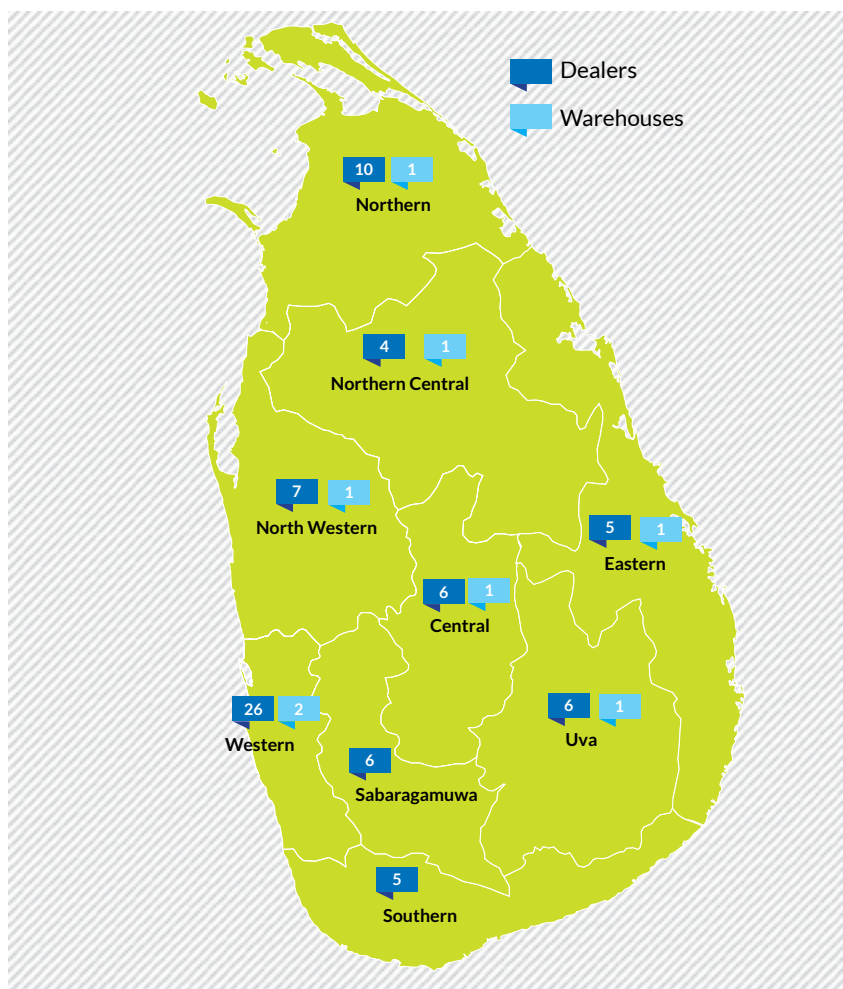 Dealers
Warehouses
10 1
Northern
4 1
Northern Central
7 1
North Western
5 1
Eastern
6 1
Central
26 2
Western
6 1
Uva
6
Sabaragamuwa
5
Southern